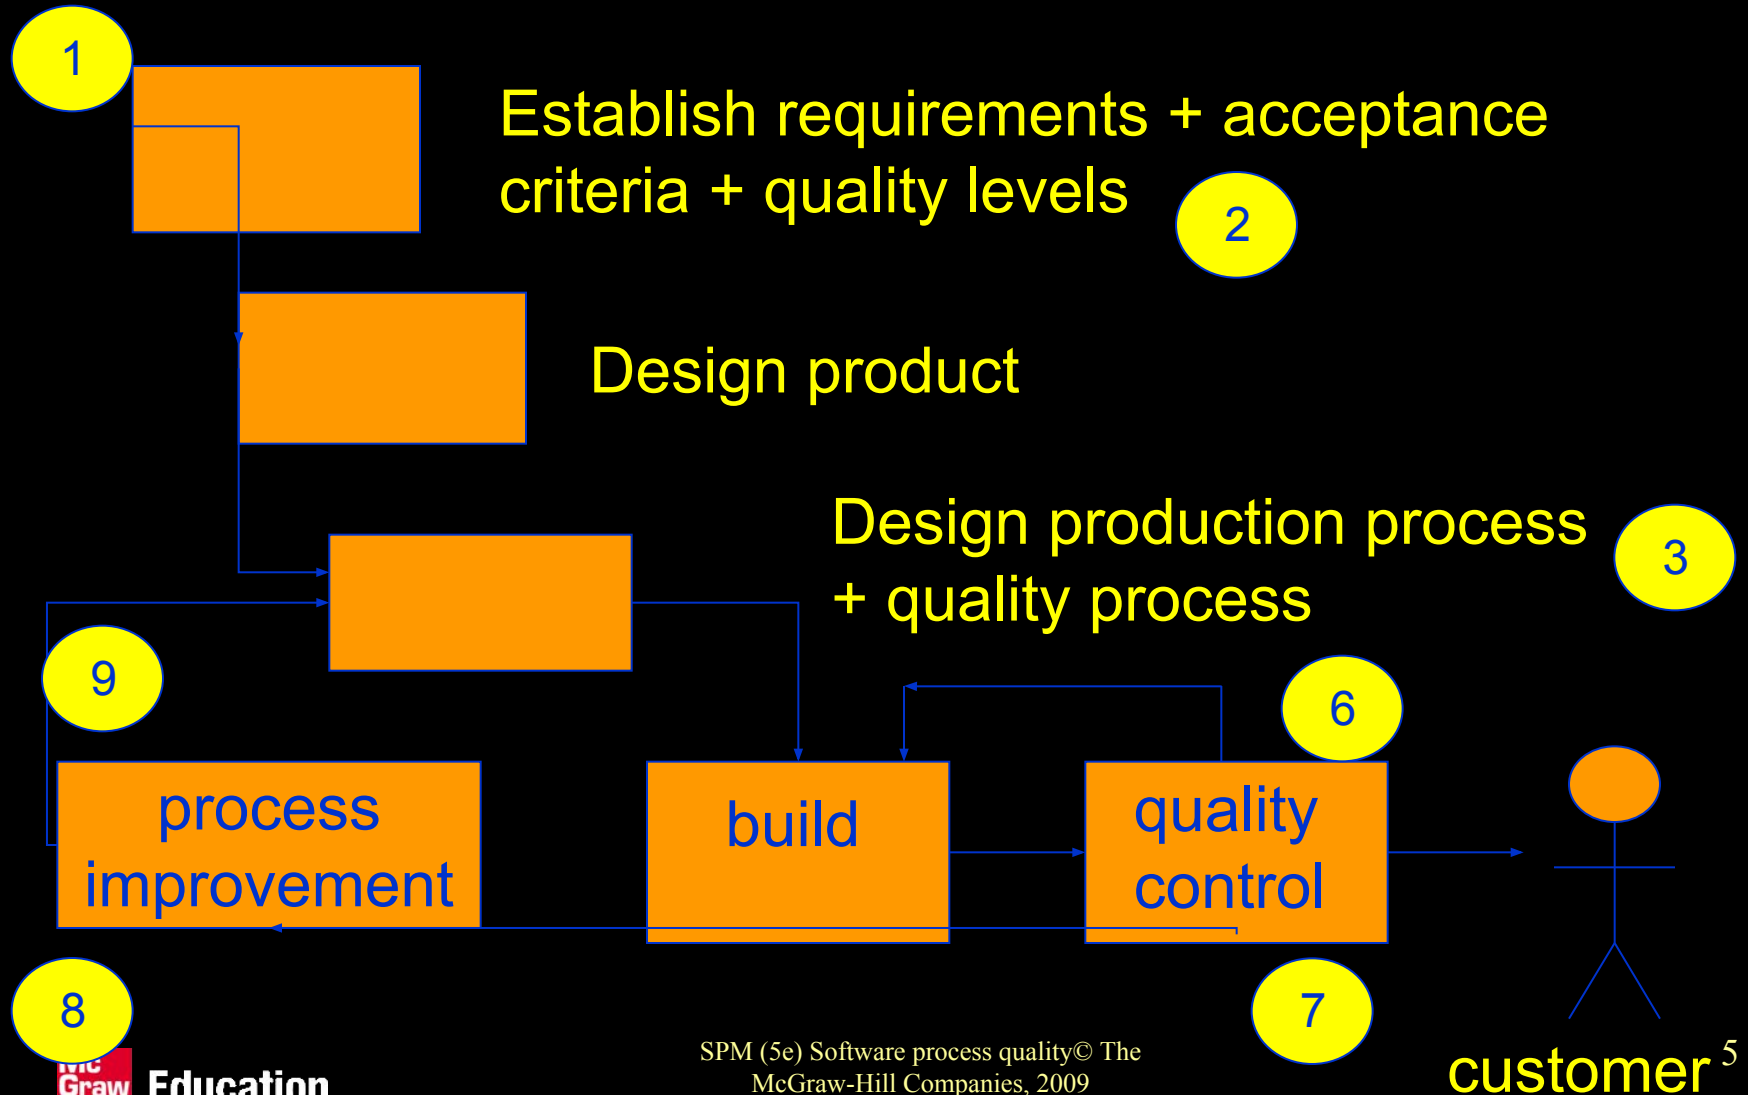 1
Establish requirements + acceptance
criteria + quality levels
2
Design product
Design production process
+ quality process
3
9
6
process
improvement
build
quality
control
8
7
Mc
Graw
Education
SPM (5e) Software process quality© The
McGraw-Hill Companies, 2009
customer
5